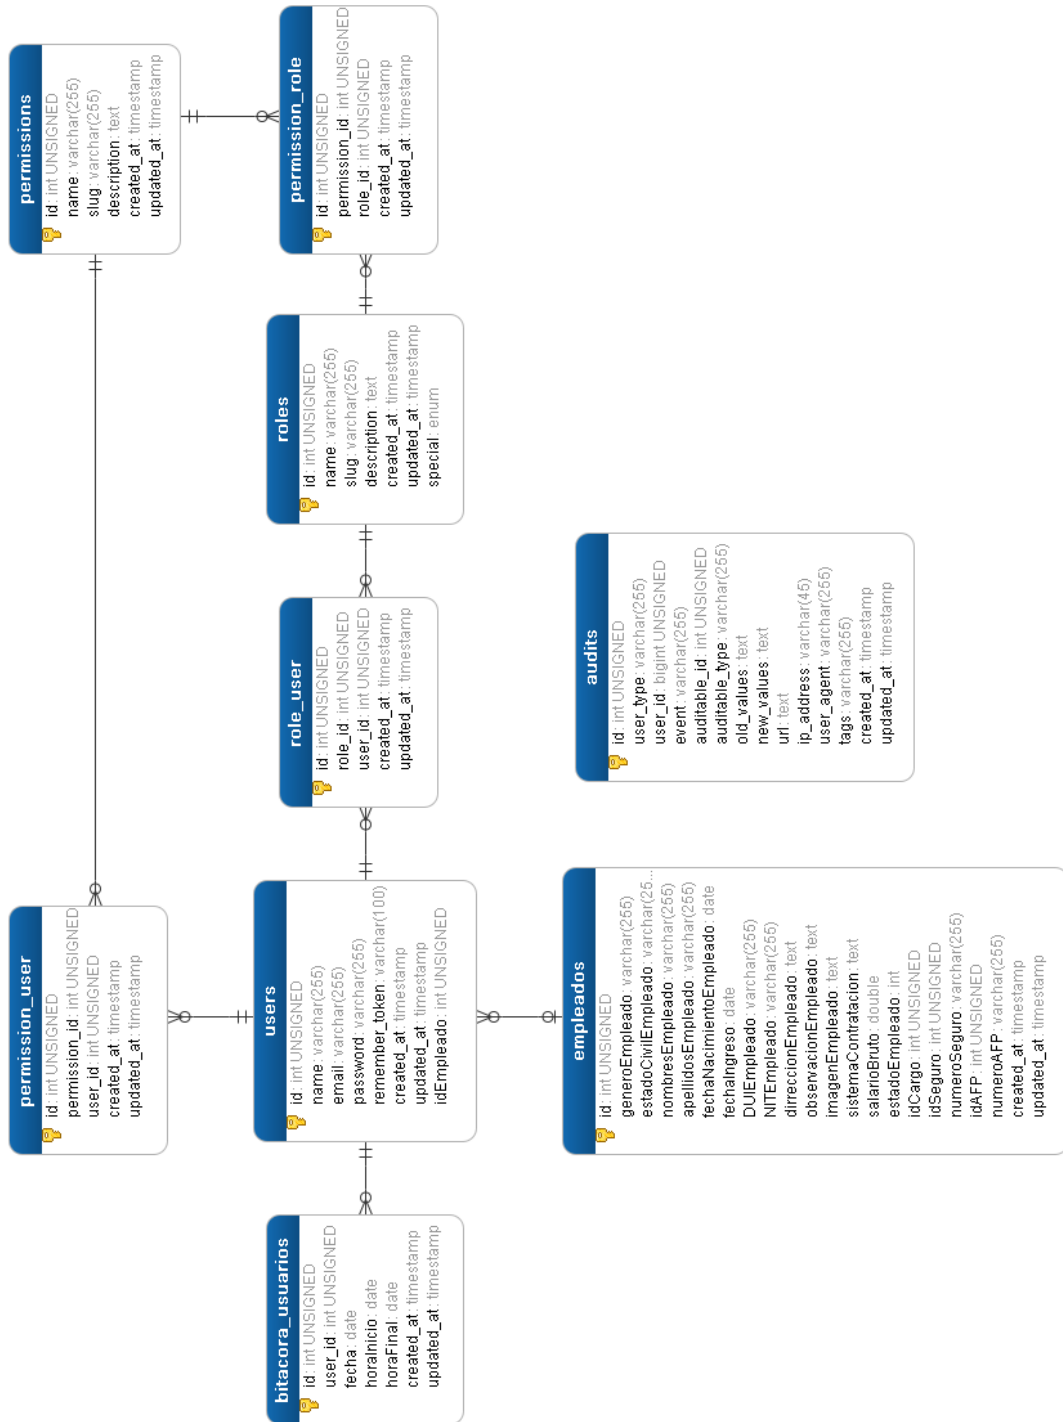 permission_user
id: int UNSIGNED
permission_id: int UNSIGNED
user_id: int UNSIGNED
created_at: timestamp
updated_at: timestamp
permissions
id: int UNSIGNED
name: varchar(255)
slug: varchar(255)
description: text
created_at: timestamp
updated_at: timestamp
bitacora_usuarios
id: int UNSIGNED
user_id: int UNSIGNED
fecha: date
horaInicio: date
horaFinal: date
created_at: timestamp
updated_at: timestamp
users
id: int UNSIGNED
name: varchar(255)
email: varchar(255)
password: varchar(255)
remember_token: varchar(100)
created_at: timestamp
updated_at: timestamp
idEmpleado: int UNSIGNED
role_user
id: int UNSIGNED
role_id: int UNSIGNED
user_id: int UNSIGNED
created_at: timestamp
updated_at: timestamp
roles
id: int UNSIGNED
name: varchar(255)
slug: varchar(255)
description: text
created_at: timestamp
updated_at: timestamp
special: enum
permission_role
id: int UNSIGNED
permission_id: int UNSIGNED
role_id: int UNSIGNED
created_at: timestamp
updated_at: timestamp
empleados
id: int UNSIGNED
generoEmpleado: varchar(255)
estadoCivilEmpleado: varchar(25...
nombresEmpleado: varchar(255)
apellidosEmpleado: varchar(255)
fechaNacimientoEmpleado: date
fechaIngreso: date
DUIEmpleado: varchar(255)
NITEmpleado: varchar(255)
dirreccionEmpleado: text
observacionEmpleado: text
imagenEmpleado: text
sistemaContratacion: text
salarioBruto: double
estadoEmpleado: int
idCargo: int UNSIGNED
idSeguro: int UNSIGNED
numeroSeguro: varchar(255)
idAFP: int UNSIGNED
numeroAFP: varchar(255)
created_at: timestamp
updated_at: timestamp
audits
id: int UNSIGNED
user_type: varchar(255)
user_id: bigint UNSIGNED
event: varchar(255)
auditable_id: int UNSIGNED
auditable_type: varchar(255)
old_values: text
new_values: text
url: text
ip_address: varchar(45)
user_agent: varchar(255)
tags: varchar(255)
created_at: timestamp
updated_at: timestamp